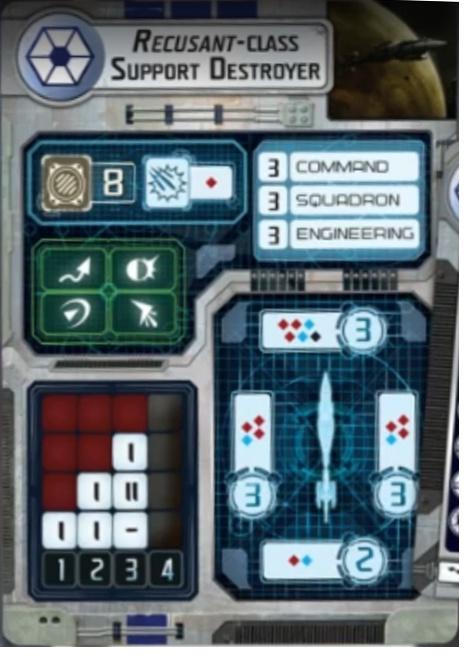 RECUSANT-CLASS
SUPPORT DESTROYER
8
3 COMMAND
3 SQUADRON
3 ENGINEERING
3
I
I II
3 3
I I -
1 2 3 4
2